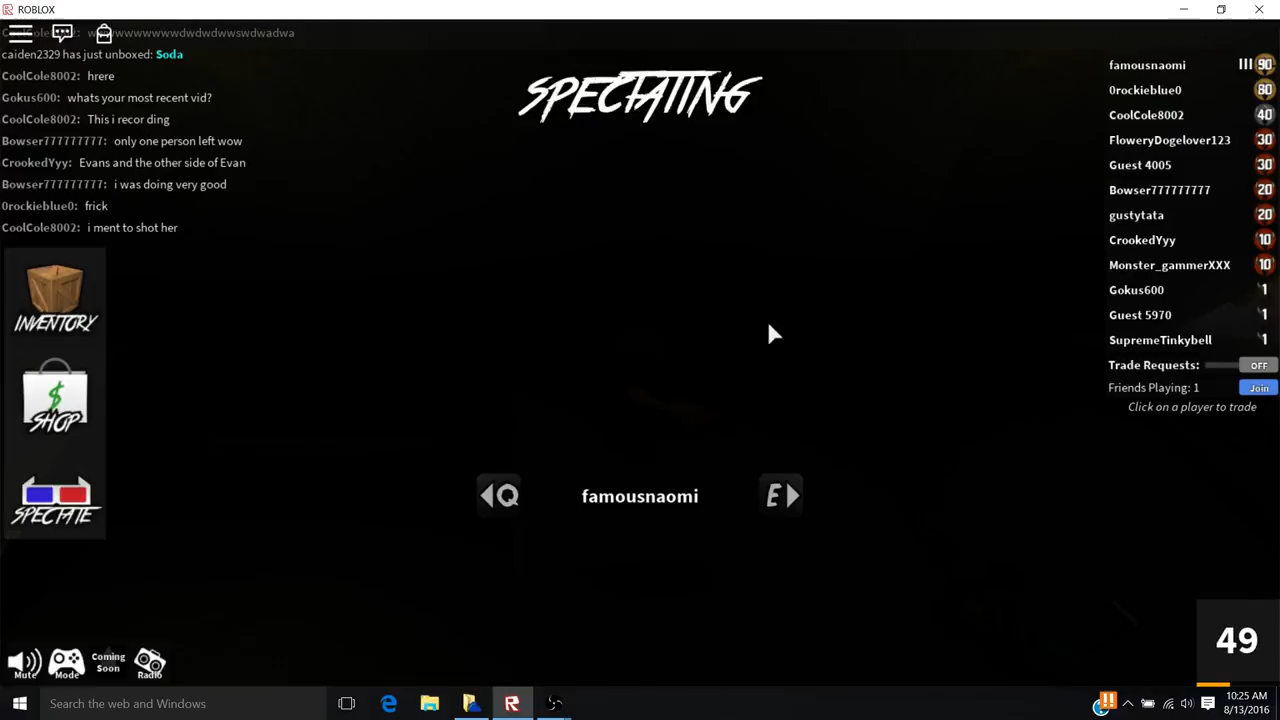 ROBLOX
CoolCole8002: wwwwwwwwwwdwdwdwwswdwadwa
caiden2329 has just unboxed: Soda
CoolCole8002: hrere
Gokus600: whats your most recent vid?
CoolCole8002: This i recor ding
Bowser777777777: only one person left wow
CrookedYyy: Evans and the other side of Evan
Bowser777777777: i was doing very good
0rockieblue0: frick
CoolCole8002: i ment to shot her
INVENTORY
SHOP
SPECTATE
SPECTATING
famousnaomi III 90
0rockieblue0 80
CoolCole8002 40
FloweryDogelover123 30
Guest 4005 30
Bowser777777777 20
gustytata 20
CrookedYyy 10
Monster_gammerXXX 10
Gokus600 1
Guest 5970 1
SupremeTinkybell 1
Trade Requests: OFF
Friends Playing: 1 Join
Click on a player to trade
Q famousnaomi E
49
Mute Mode Coming Soon Radio
Search the web and Windows
10:25 AM
8/13/2016